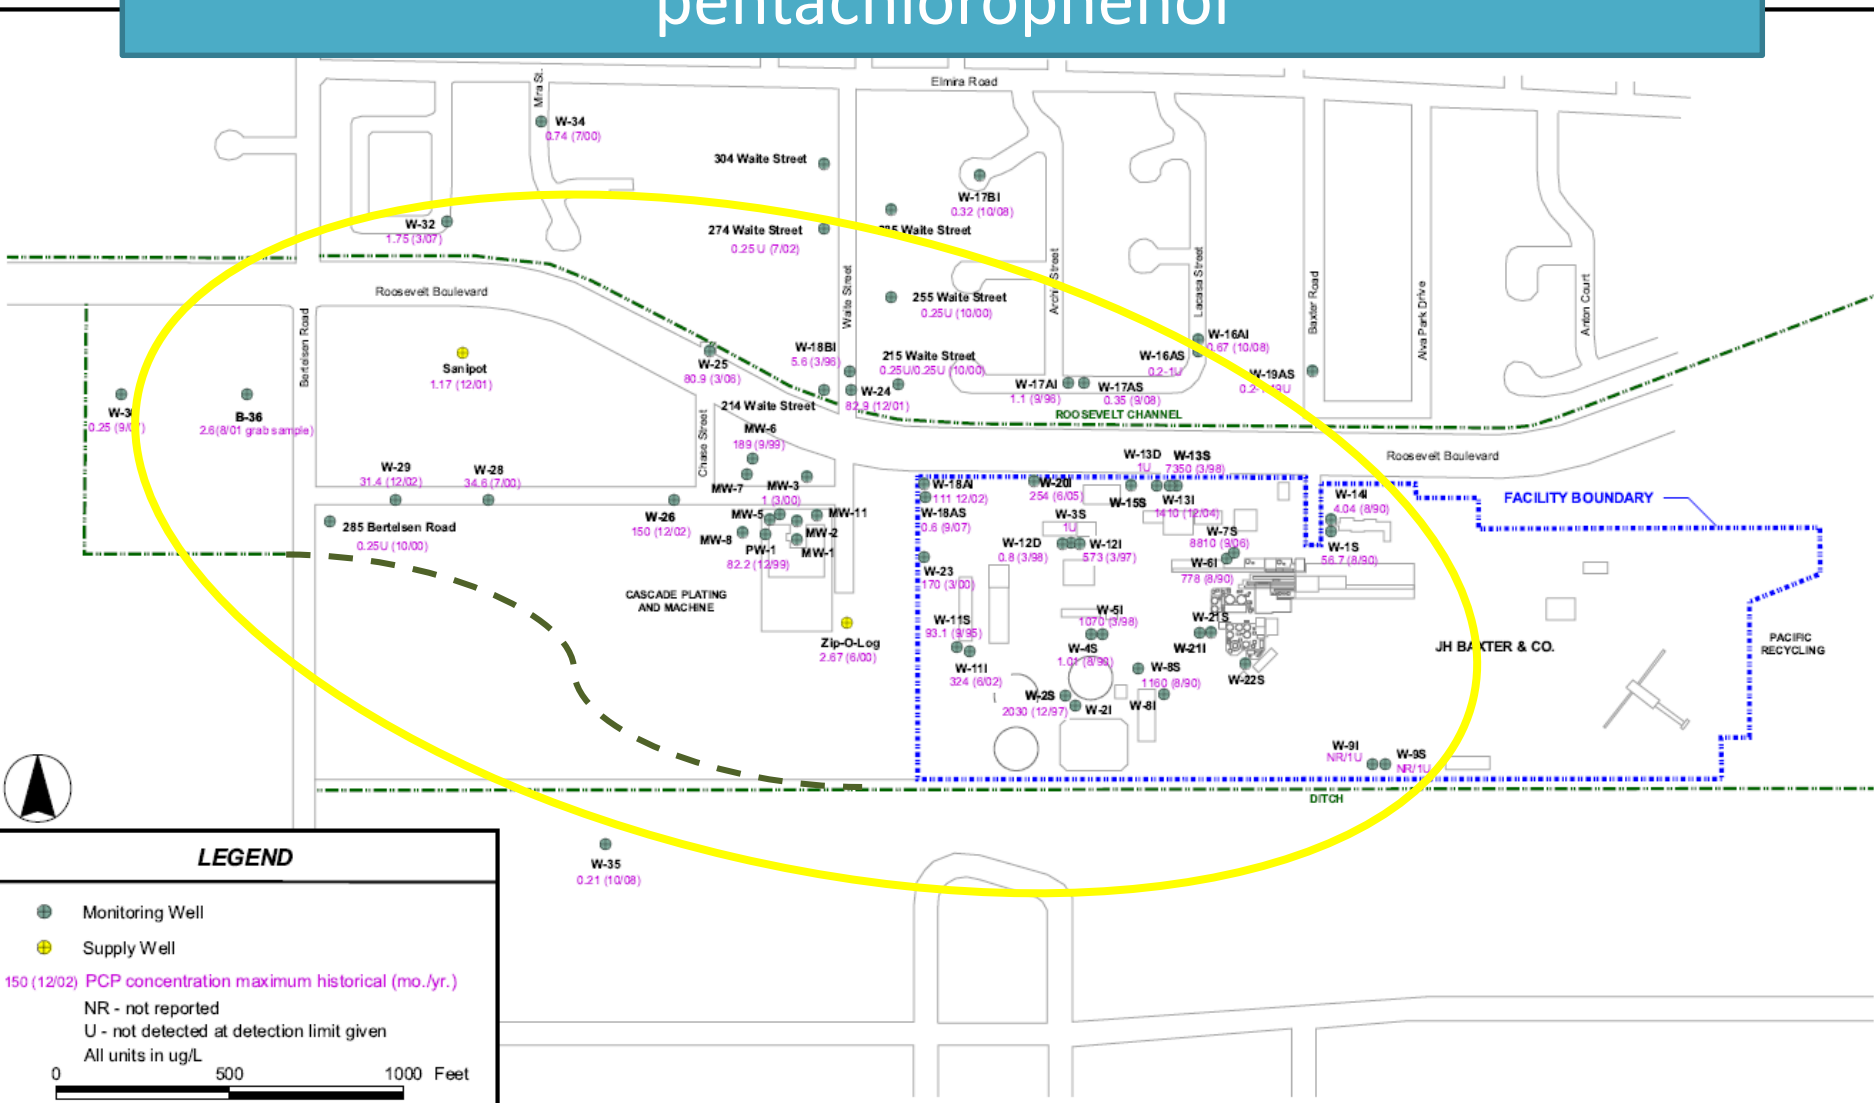 pentachlorophenol
Elmira Road
Mira St.
W-34
0.74 (7/00)
304 Waite Street
W-17BI
0.32 (10/08)
W-32
1.75 (3/07)
274 Waite Street
0.25 U (7/02)
Waite Street
Roosevelt Boulevard
Bertelsen Road
Waite Street
255 Waite Street
0.25U (10/00)
Street
Lacasa Street
Baxter Road
Alva Park Drive
Anton Court
Sanipot
1.17 (12/01)
W-25
80.9 (3/06)
W-18BI
5.6 (3/96)
215 Waite Street
0.25U/0.25U (10/00)
W-24
82.9 (12/01)
214 Waite Street
W-16AI
0.67 (10/08)
W-16AS
0.2-1U
W-19AS
W-17AI
1.1 (9/96)
W-17AS
0.35 (9/08)
ROOSEVELT CHANNEL
0.25
B-36
2.6(8/01 grab sample)
Chase Street
MW-6
189 (9/99)
MW-7
MW-3
1 (3/00)
W-29
31.4 (12/02)
W-28
34.6 (7/00)
285 Bertelsen Road
0.25U (10/00)
W-26
150 (12/02)
MW-5
MW-11
MW-8
MW-2
PW-1
MW-1
82.2 (12/99)
CASCADE PLATING
AND MACHINE
Zip-O-Log
2.67 (6/00)
Roosevelt Boulevard
W-18AI
111 12/02)
W-18AS
0.6 (9/07)
W-20I
254 (6/05)
W-13D
1U
W-13S
7350 (3/98)
W-15S
W-13I
1410 (12/04)
W-3S
1U
W-7S
8810 (9/06)
W-12D
0.8 (3/98)
W-12I
573 (3/97)
W-6I
778 (8/90)
W-14I
4.04 (8/90)
W-1S
56.7 (8/90)
FACILITY BOUNDARY
W-23
170 (3/00)
W-11S
93.1 (9/95)
W-11I
324 (6/02)
W-5I
1070 (3/98)
W-4S
1.01 (8/90)
W-21S
W-21I
W-22S
W-8S
1160 (8/90)
W-8I
W-2S
2030 (12/97)
W-2I
JH BAXTER & CO.
PACIFIC
RECYCLING
W-9I
NR/1U
W-9S
NR/1U
DITCH
W-35
0.21 (10/08)
LEGEND
Monitoring Well
Supply Well
150 (12/02) PCP concentration maximum historical (mo./yr.)
NR - not reported
U - not detected at detection limit given
All units in ug/L
0 500 1000 Feet